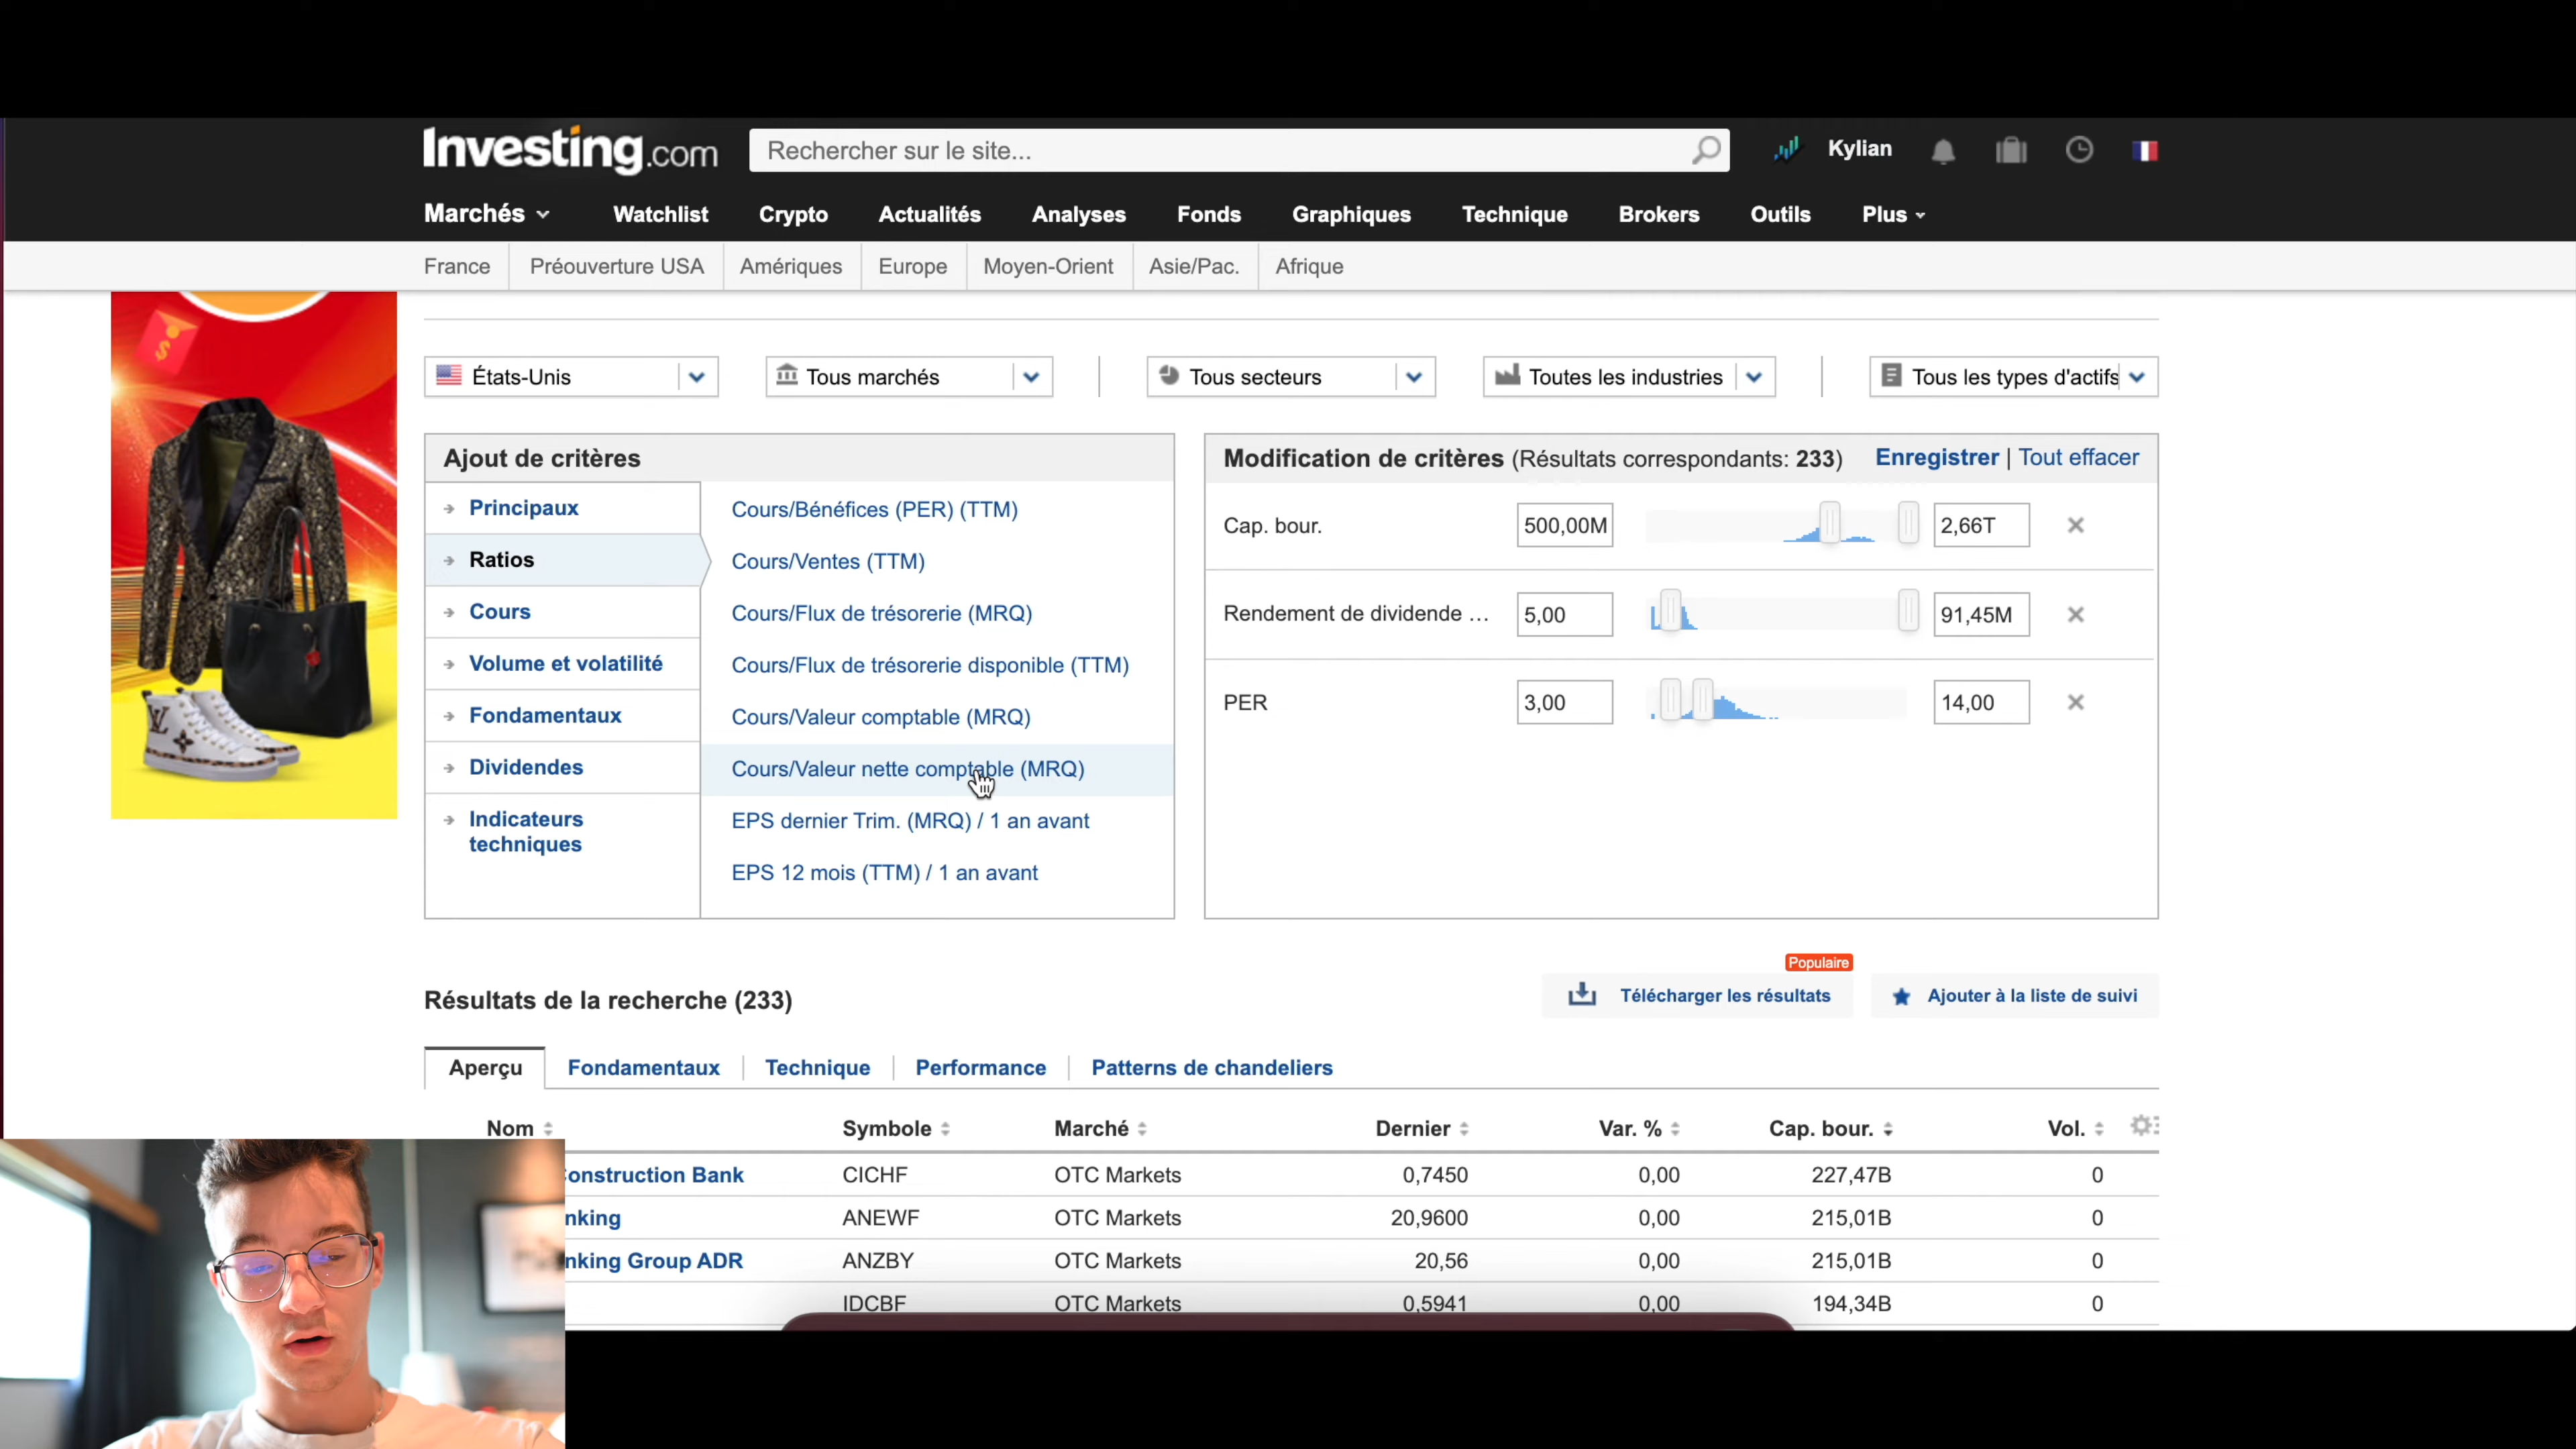 Investing.com
Rechercher sur le site...
Kylian
Marchés Watchlist Crypto Actualités Analyses Fonds Graphiques Technique Brokers Outils Plus
France Préouverture USA Amériques Europe Moyen-Orient Asie/Pac. Afrique
États-Unis Tous marchés Tous secteurs Toutes les industries Tous les types d'actifs
Ajout de critères
Principaux
Ratios
Cours
Volume et volatilité
Fondamentaux
Dividendes
Indicateurs
techniques
Cours/Bénéfices (PER) (TTM)
Cours/Ventes (TTM)
Cours/Flux de trésorerie (MRQ)
Cours/Flux de trésorerie disponible (TTM)
Cours/Valeur comptable (MRQ)
Cours/Valeur nette comptable (MRQ)
EPS dernier Trim. (MRQ) / 1 an avant
EPS 12 mois (TTM) / 1 an avant
Modification de critères (Résultats correspondants: 233) Enregistrer | Tout effacer
Cap. bour. 500,00M 2,66T
Rendement de dividende ... 5,00 91,45M
PER 3,00 14,00
Populaire
Résultats de la recherche (233) Télécharger les résultats Ajouter à la liste de suivi
Aperçu Fondamentaux Technique Performance Patterns de chandeliers
Nom Symbole Marché Dernier Var. % Cap. bour. Vol.
onstruction Bank CICHF OTC Markets 0,7450 0,00 227,47B 0
nking ANEWF OTC Markets 20,9600 0,00 215,01B 0
nking Group ADR ANZBY OTC Markets 20,56 0,00 215,01B 0
IDCBF OTC Markets 0,5941 0,00 194,34B 0